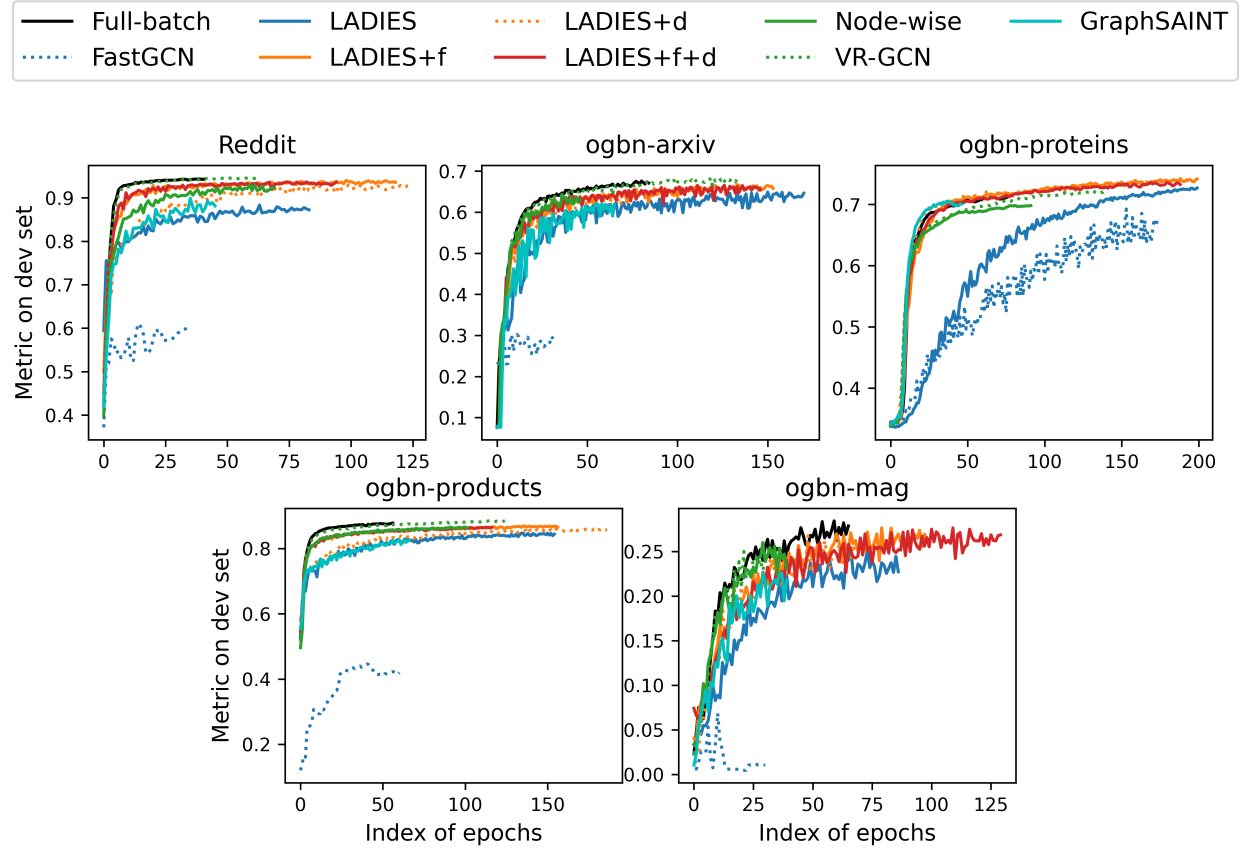 Full-batch LADIES LADIES+d Node-wise GraphSAINT
FastGCN LADIES+f LADIES+f+d VR-GCN
Reddit ogbn-arxiv ogbn-proteins
Metric on dev set
0.9
0.8
0.7
0.6
0.5
0.4
0 25 50 75 100 125
0.7
0.6
0.5
0.4
0.3
0.2
0.1
0 50 100 150
0.7
0.6
0.5
0.4
0 50 100 150 200
ogbn-products ogbn-mag
Metric on dev set
0.8
0.6
0.4
0.2
0 50 100 150
Index of epochs
0.25
0.20
0.15
0.10
0.05
0.00
0 25 50 75 100 125
Index of epochs